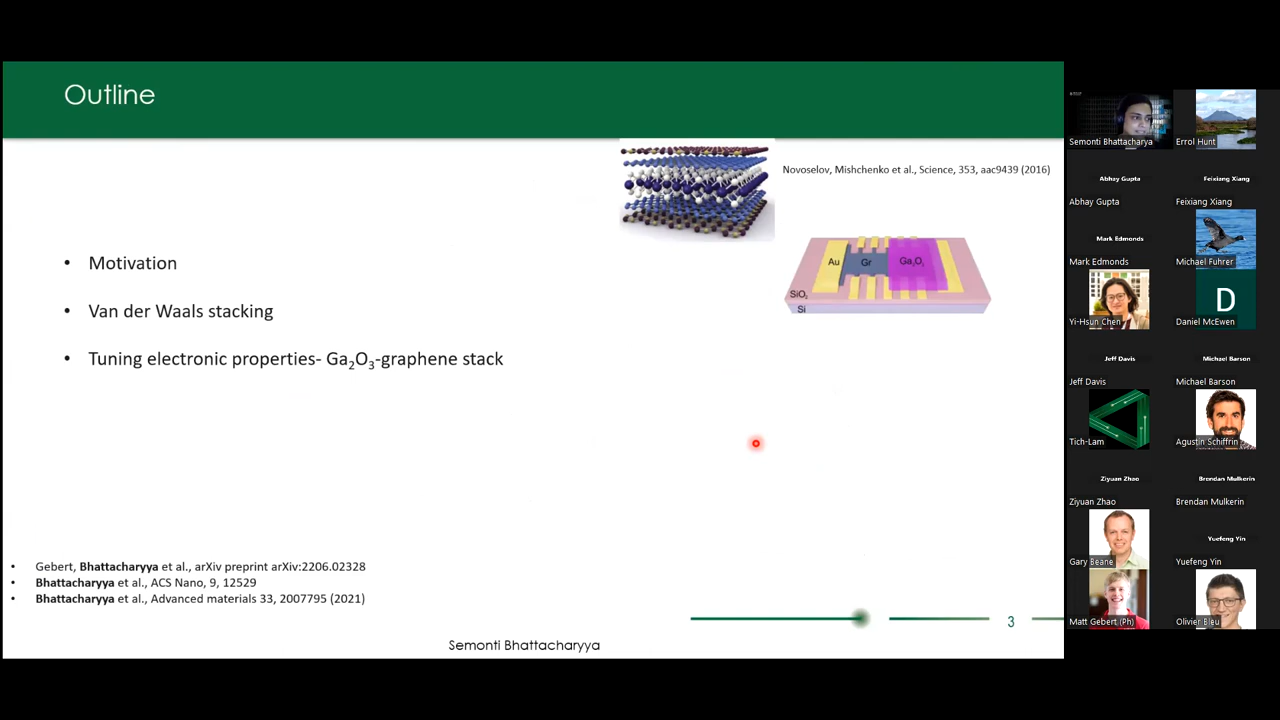 Outline
Novoselov, Mishchenko et al., Science, 353, aac9439 (2016)
Au
Gr
Ga2O3
SiO2
Si
• Motivation
• Van der Waals stacking
• Tuning electronic properties- Ga2O3-graphene stack
• Gebert, Bhattacharyya et al., arXiv preprint arXiv:2206.02328
• Bhattacharyya et al., ACS Nano, 9, 12529
• Bhattacharyya et al., Advanced materials 33, 2007795 (2021)
3
Semonti Bhattacharyya
Semonti Bhattacharya
Errol Hunt
Abhay Gupta
Abhay Gupta
Feixiang Xiang
Feixiang Xiang
Mark Edmonds
Mark Edmonds
Michael Fuhrer
Yi-Hsun Chen
D
Daniel McEwen
Jeff Davis
Jeff Davis
Michael Barson
Michael Barson
Tich-Lam
Agustin Schiffrin
Ziyuan Zhao
Ziyuan Zhao
Brendan Mulkerin
Brendan Mulkerin
Gary Beane
Yuefeng Yin
Yuefeng Yin
Matt Gebert (Ph)
Olivier Bleu